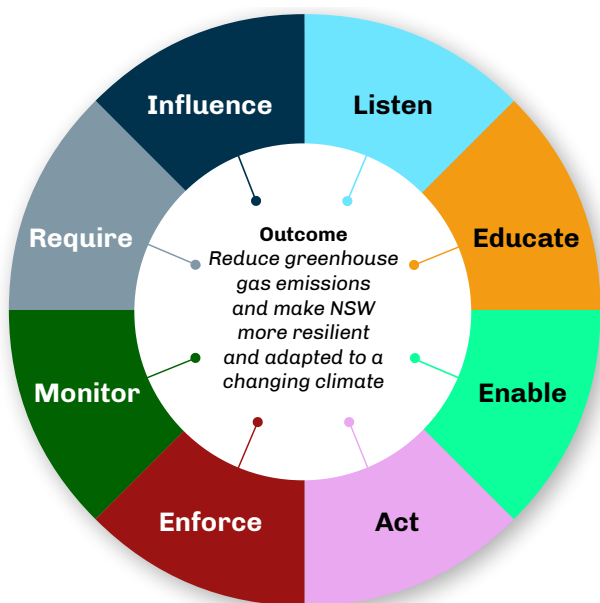 Influence
Listen
Require
Educate
Outcome
Reduce greenhouse
gas emissions
and make NSW
more resilient
and adapted to a
changing climate
Monitor
Enable
Enforce
Act